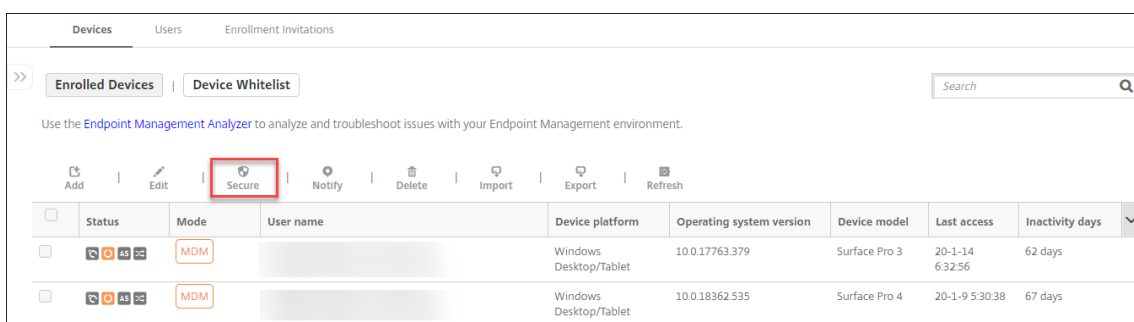 Devices Users Enrollment Invitations
>>
Enrolled Devices | Device Whitelist Search
Use the Endpoint Management Analyzer to analyze and troubleshoot issues with your Endpoint Management environment.
Add | Edit | Secure | Notify | Delete | Import | Export | Refresh
Status Mode User name Device platform Operating system version Device model Last access Inactivity days
AS MDM Windows Desktop/Tablet 10.0.17763.379 Surface Pro 3 20-1-14 6:32:56 62 days
AS MDM Windows Desktop/Tablet 10.0.18362.535 Surface Pro 4 20-1-9 5:30:38 67 days